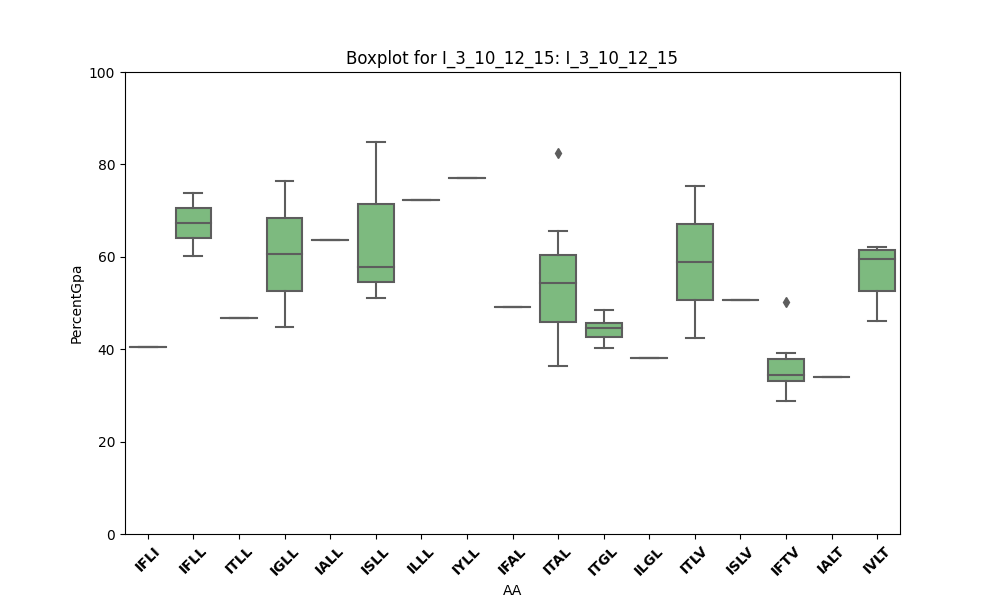 Boxplot for I_3_10_12_15: I_3_10_12_15
100
80
60
40
20
0
PercentGpa
IFLI
IFLL
ITLL
IGLL
IALL
ISLL
ILLL
IYLL
IFAL
ITAL
ITGL
ILGL
ITLV
ISLV
IFTV
IALT
IVLT
AA